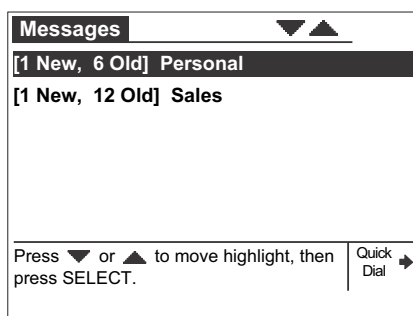 Messages
[1 New, 6 Old] Personal
[1 New, 12 Old] Sales
Press ▼ or ▲ to move highlight, then
press SELECT.
Quick
Dial